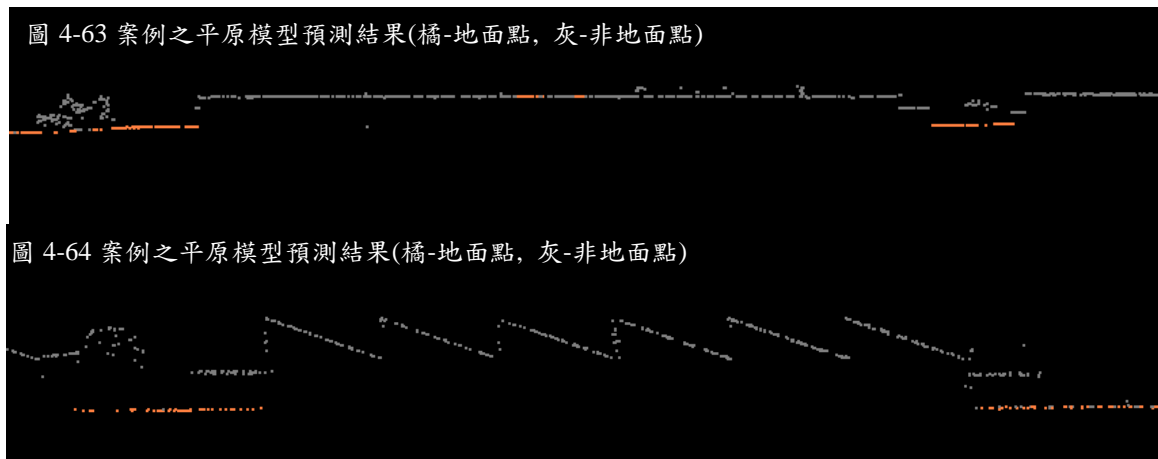 圖 4-63 案例之平原模型預測結果(橘-地面點, 灰-非地面點)
圖 4-64 案例之平原模型預測結果(橘-地面點, 灰-非地面點)